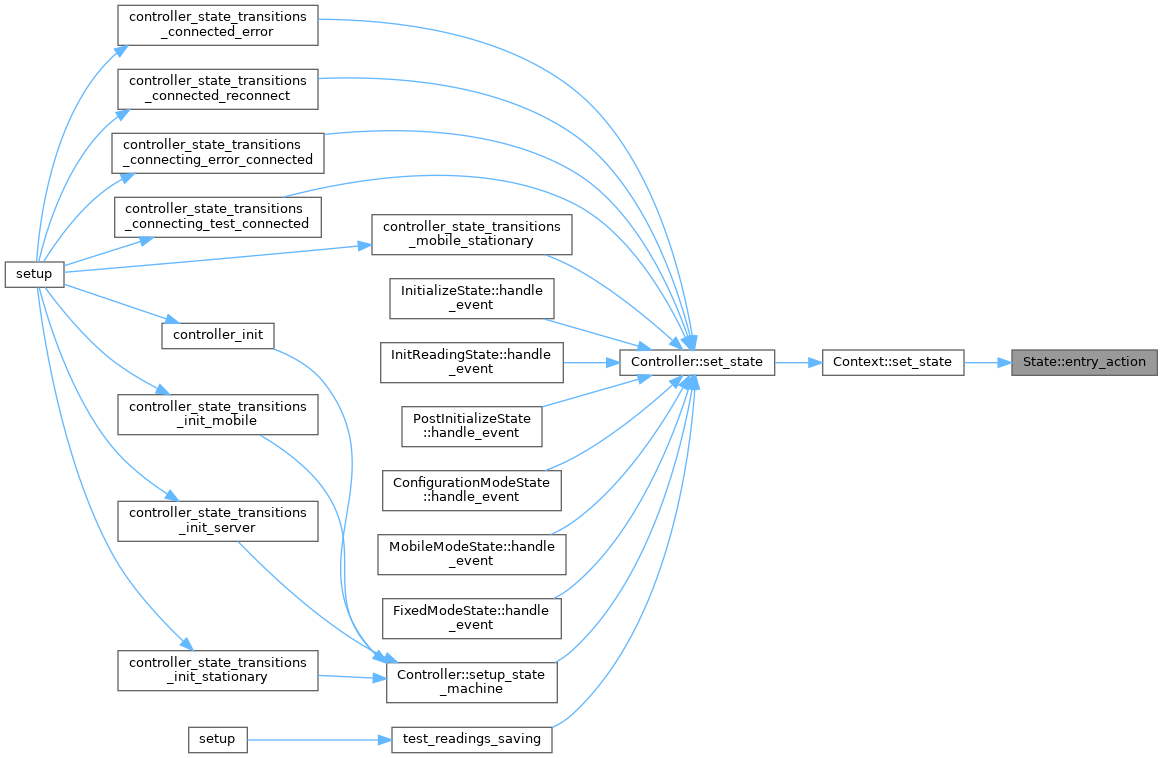 controller_state_transitions
_connected_error
controller_state_transitions
_connected_reconnect
controller_state_transitions
_connecting_error_connected
controller_state_transitions
_connecting_test_connected
controller_state_transitions
_mobile_stationary
setup
InitializeState::handle
_event
controller_init
InitReadingState::handle
_event
Controller::set_state
Context::set_state
State::entry_action
controller_state_transitions
_init_mobile
PostInitializeState
::handle_event
ConfigurationModeState
::handle_event
controller_state_transitions
_init_server
MobileModeState::handle
_event
FixedModeState::handle
_event
controller_state_transitions
_init_stationary
Controller::setup_state
_machine
setup
test_readings_saving